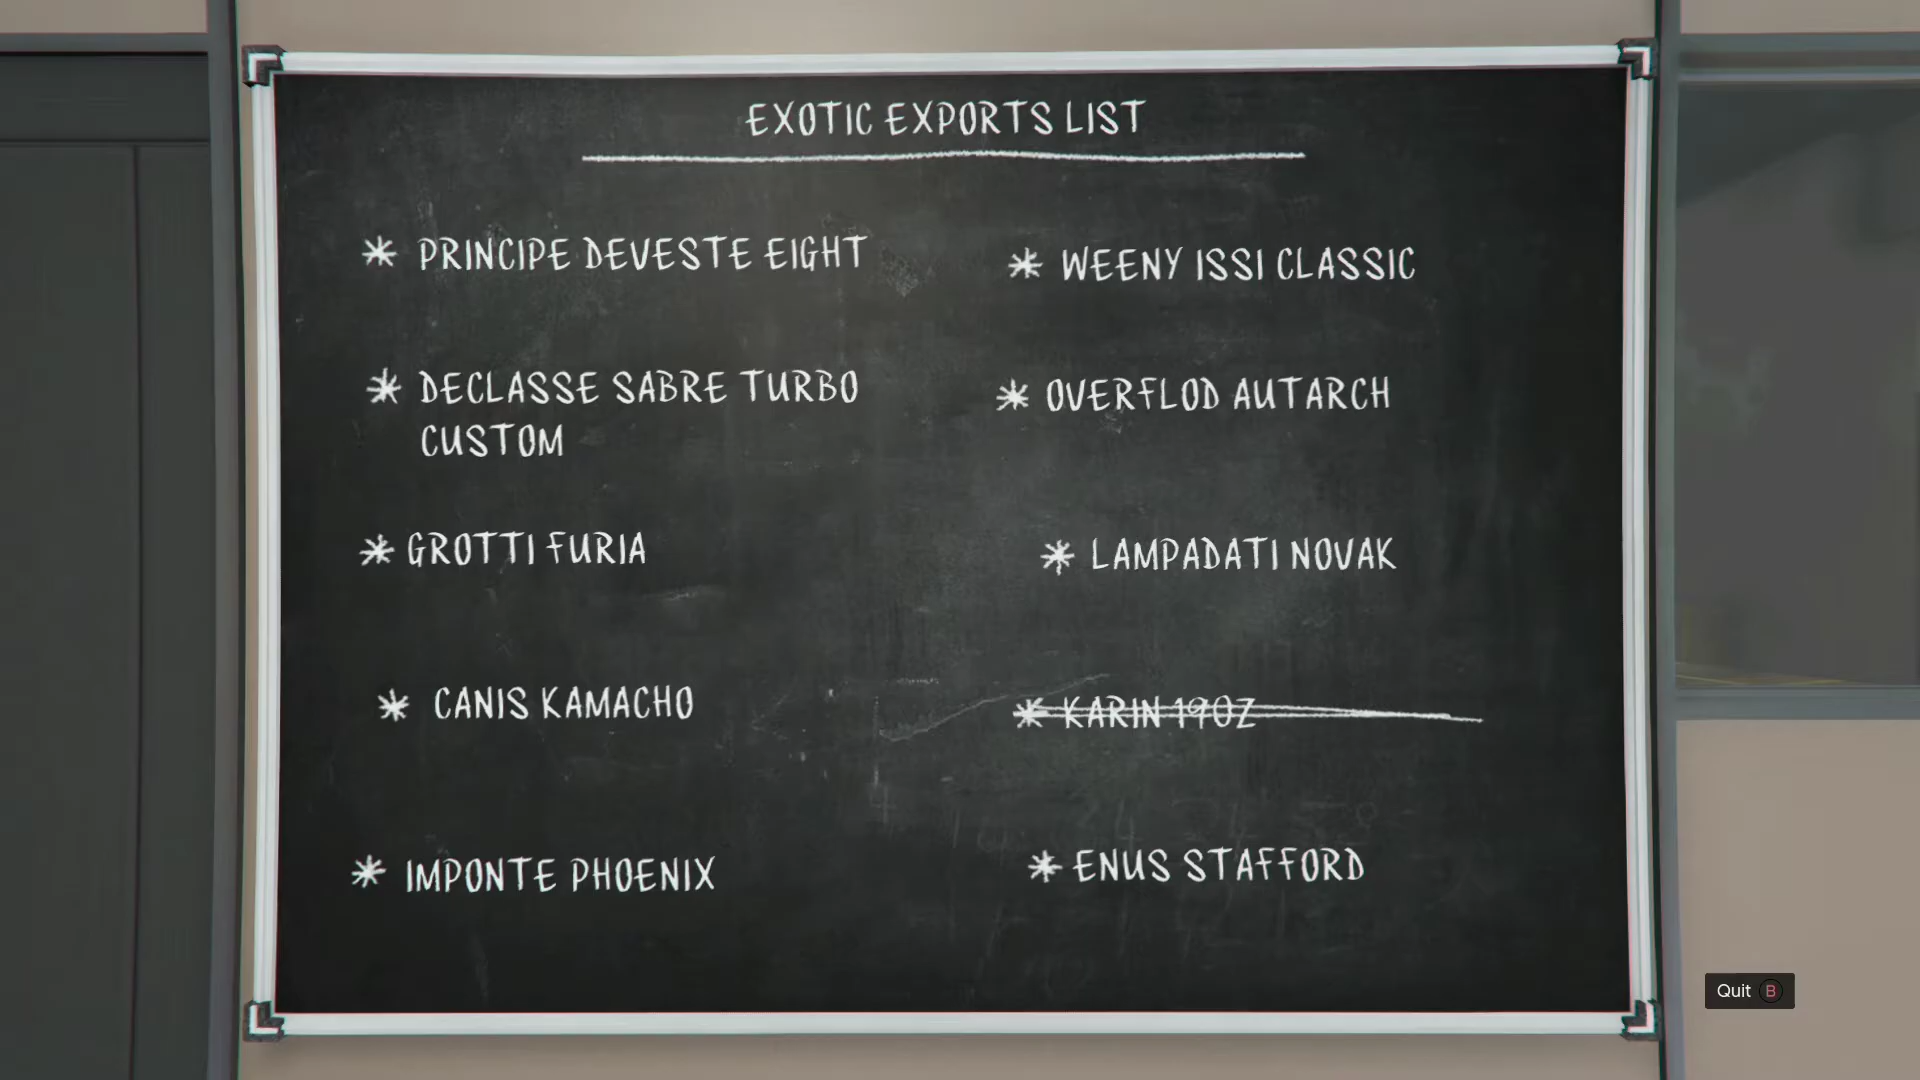 EXOTIC EXPORTS LIST
* PRINCIPE DEVESTE EIGHT
* DECLASSE SABRE TURBO
CUSTOM
* GROTTI FURIA
* CANIS KAMACHO
* IMPONTE PHOENIX
* WEENY ISSI CLASSIC
* OVERFLOD AUTARCH
* LAMPADATI NOVAK
* KARIN 190Z
* ENUS STAFFORD
Quit B